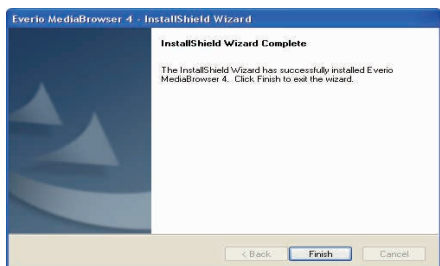 Everio MediaBrowser 4 - InstallShield Wizard
InstallShield Wizard Complete
The InstallShield Wizard has successfully installed Everio
MediaBrowser 4. Click Finish to exit the wizard.
< Back
Finish
Cancel